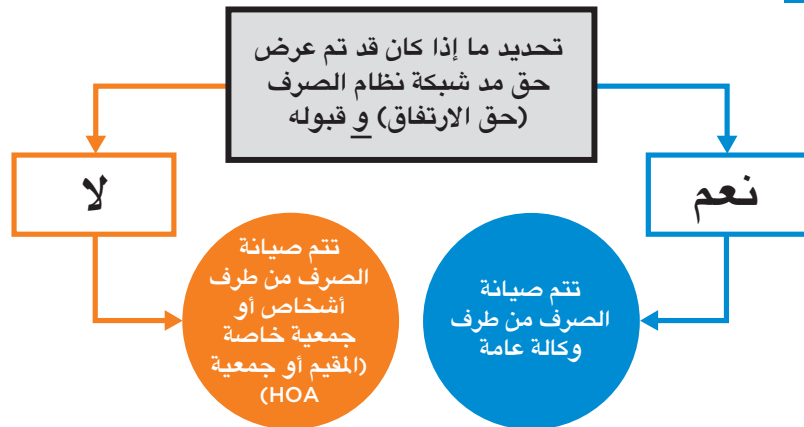 تحديد ما إذا كان قد تم عرض
حق مد شبكة نظام الصرف
(حق الارتفاق) و قبوله
نعم
لا
تتم صيانة
الصرف من طرف
وكالة عامة
تتم صيانة
الصرف من طرف
أشخاص أو
جمعية خاصة
(المقيم أو جمعية
HOA)